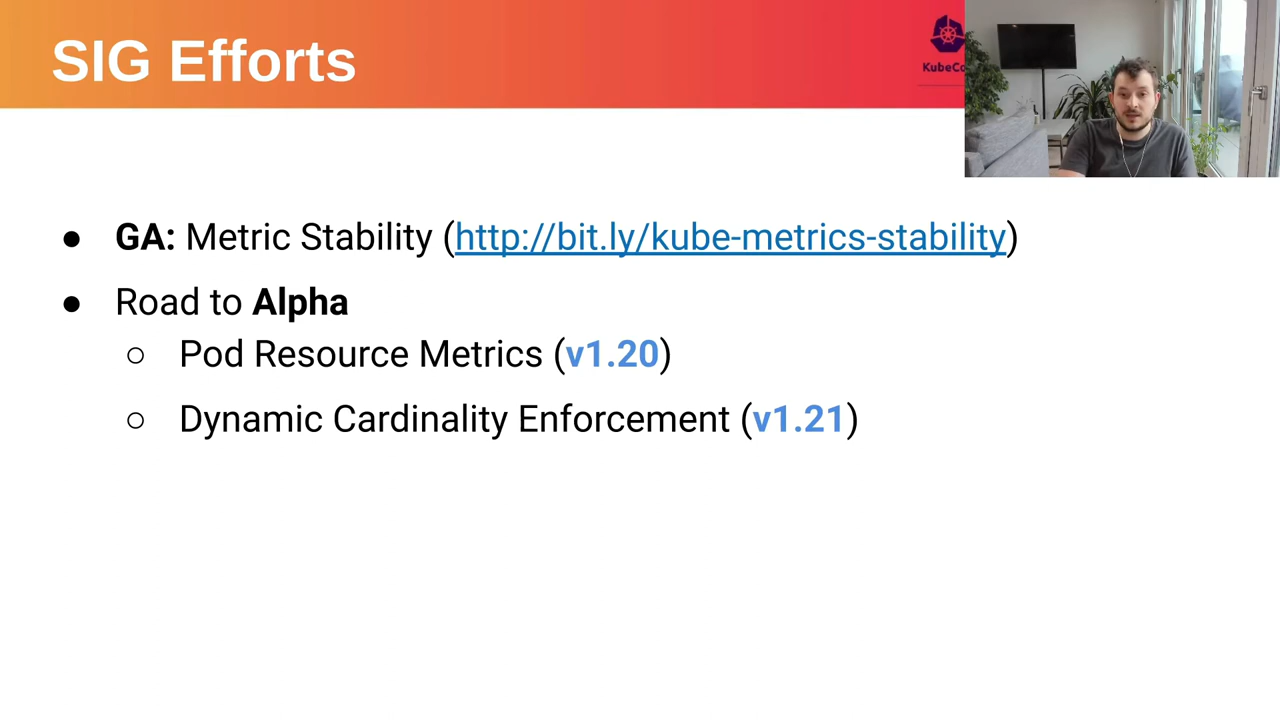 SIG Efforts
● GA: Metric Stability (http://bit.ly/kube-metrics-stability)
● Road to Alpha
○ Pod Resource Metrics (v1.20)
○ Dynamic Cardinality Enforcement (v1.21)